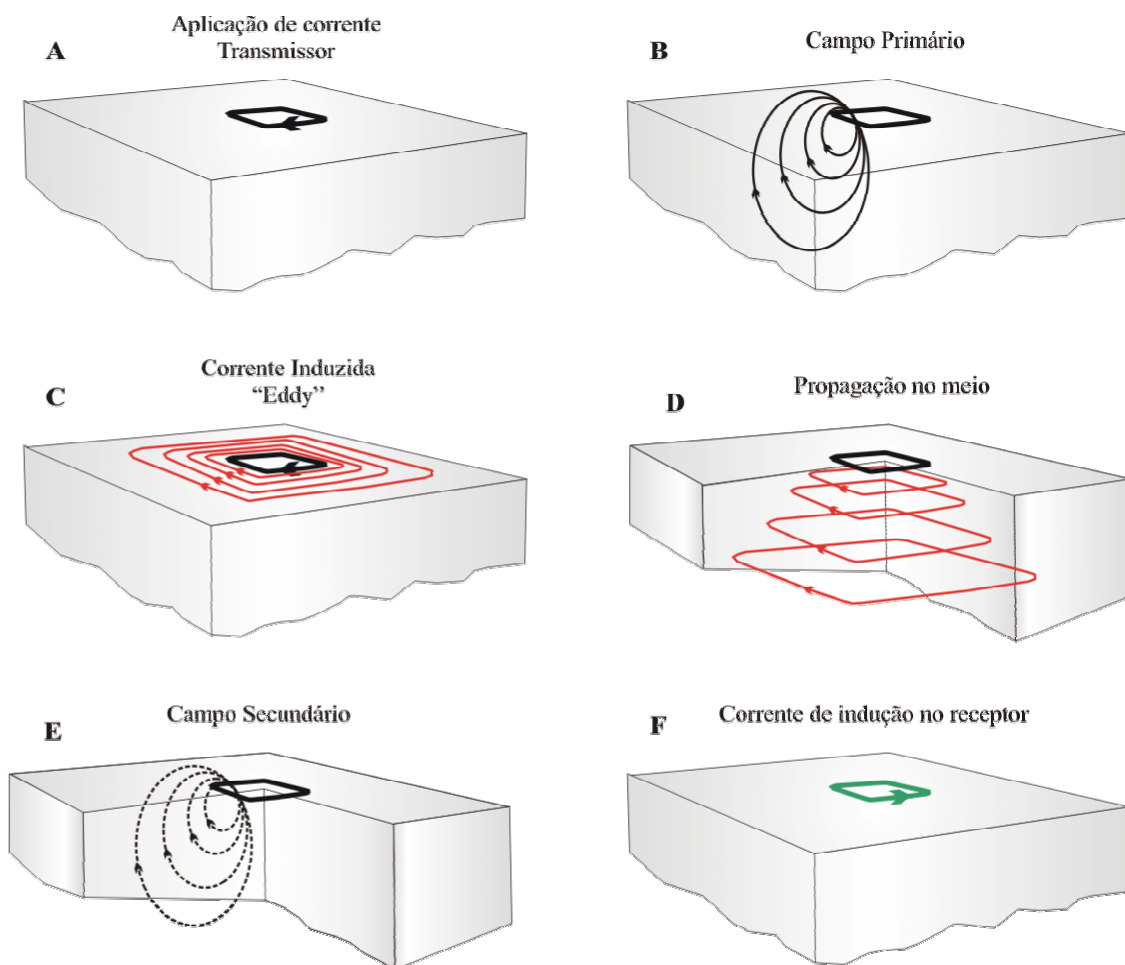 A
Aplicação de corrente
Transmissor
B
Campo Primário
C
Corrente Induzida
“Eddy”
D
Propagação no meio
E
Campo Secundário
F
Corrente de indução no receptor